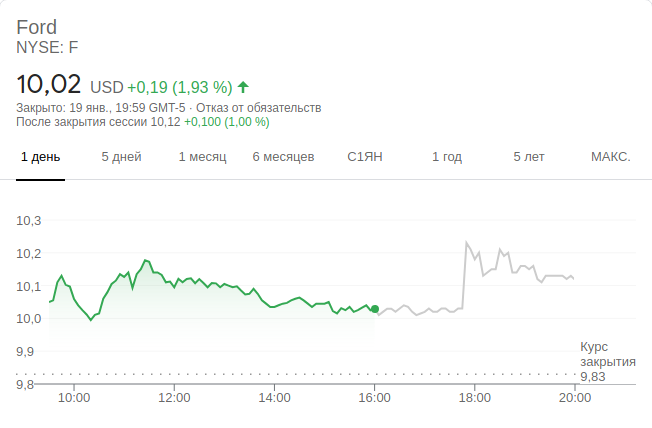 Ford
NYSE: F
10,02 USD +0,19 (1,93 %)
Закрыто: 19 янв., 19:59 GMT-5 · Отказ от обязательств
После закрытия сессии 10,12 +0,100 (1,00 %)
1 день 5 дней 1 месяц 6 месяцев С1ЯН 1 год 5 лет МАКС.
10,3
10,2
10,1
10,0
9,9
Курс
закрытия
9,83
9,8
10:00 12:00 14:00 16:00 18:00 20:00